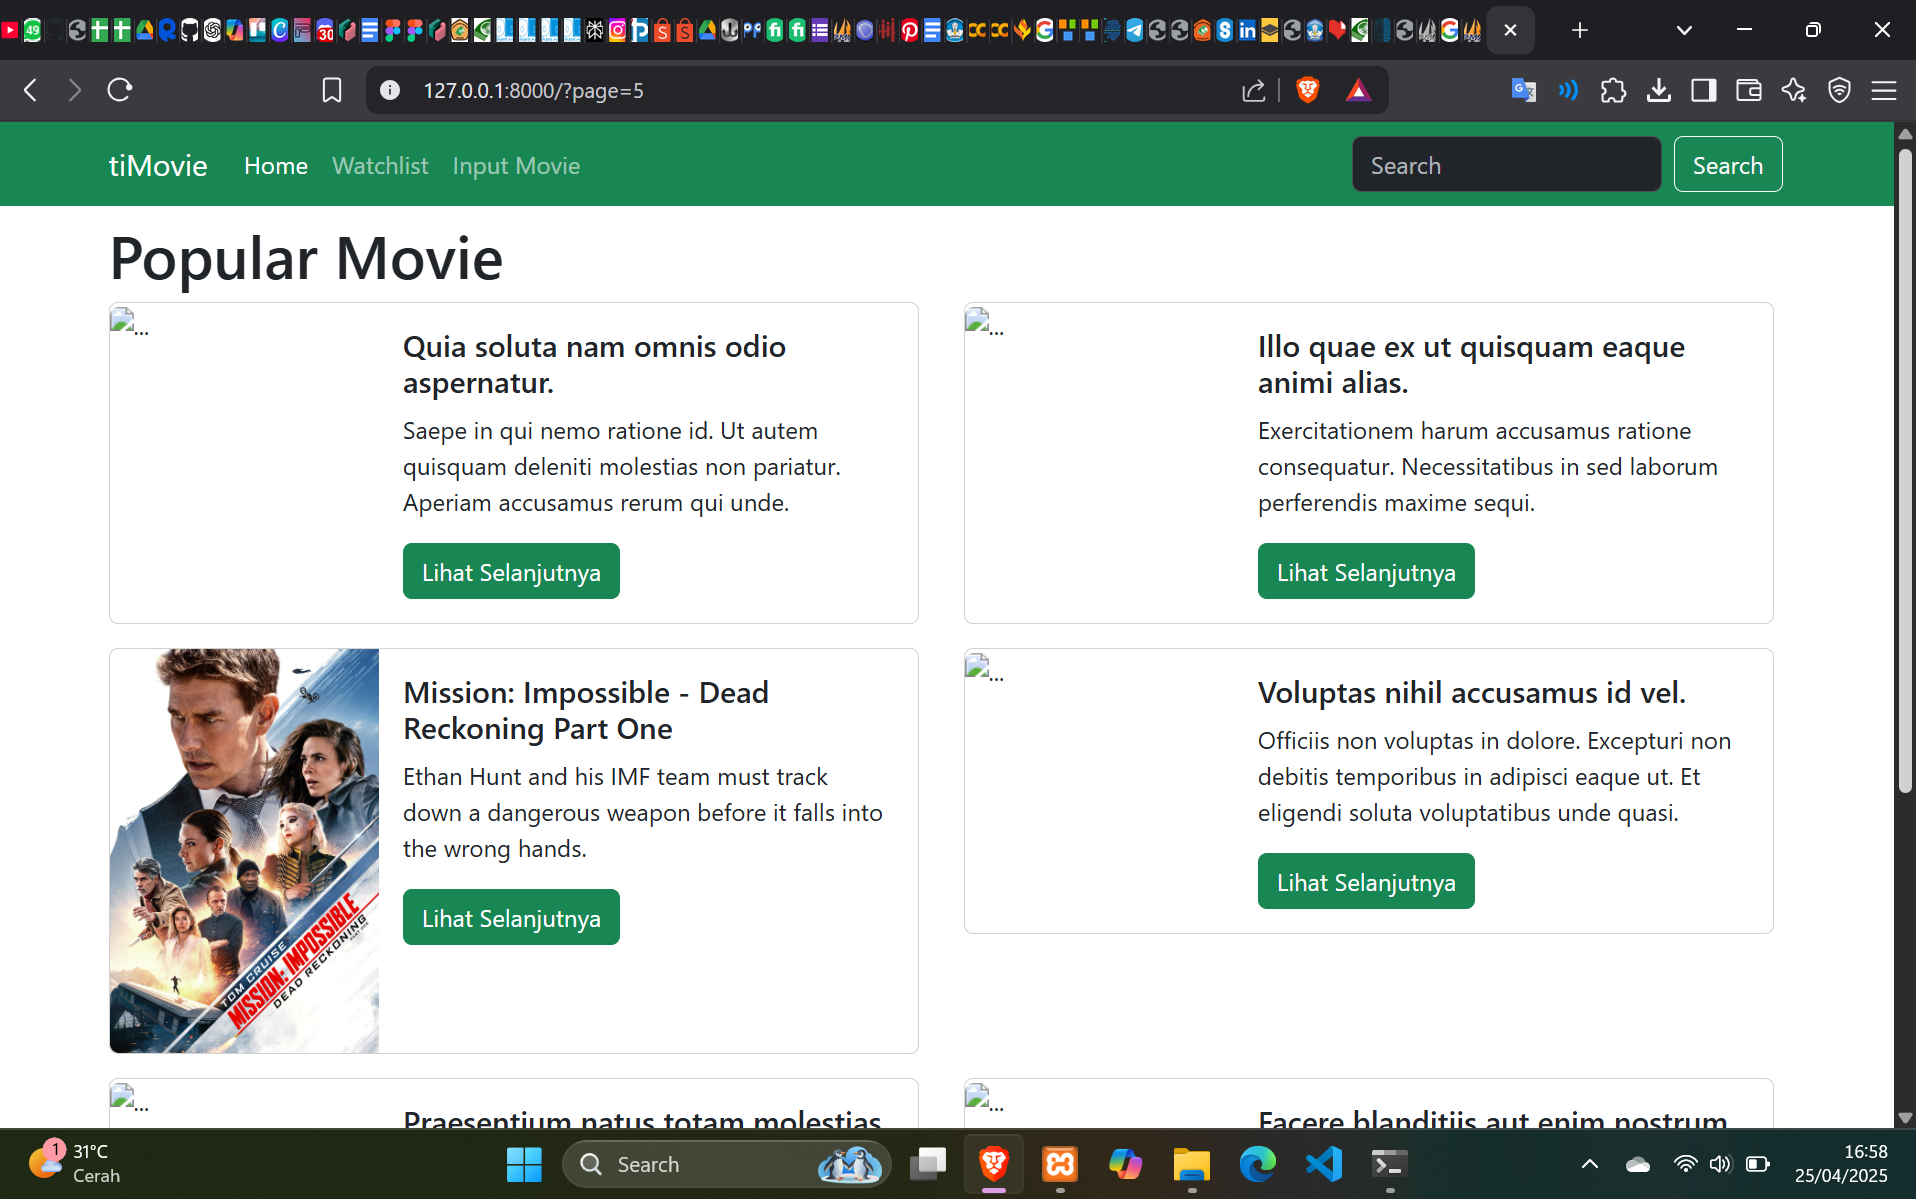 127.0.0.1:8000/?page=5
tiMovie Home Watchlist Input Movie Search Search
Popular Movie
...
Quia soluta nam omnis odio
aspernatur.
Saepe in qui nemo ratione id. Ut autem
quisquam deleniti molestias non pariatur.
Aperiam accusamus rerum qui unde.
Lihat Selanjutnya
...
Illo quae ex ut quisquam eaque
animi alias.
Exercitationem harum accusamus ratione
consequatur. Necessitatibus in sed laborum
perferendis maxime sequi.
Lihat Selanjutnya
TOM CRUISE
MISSION: IMPOSSIBLE
DEAD RECKONING
Mission: Impossible - Dead
Reckoning Part One
Ethan Hunt and his IMF team must track
down a dangerous weapon before it falls into
the wrong hands.
Lihat Selanjutnya
...
Voluptas nihil accusamus id vel.
Officiis non voluptas in dolore. Excepturi non
debitis temporibus in adipisci eaque ut. Et
eligendi soluta voluptatibus unde quasi.
Lihat Selanjutnya
...
Praesentium natus totam molestias
...
Facere blanditiis aut enim nostrum
1
31°C
Cerah
Search
16:58
25/04/2025